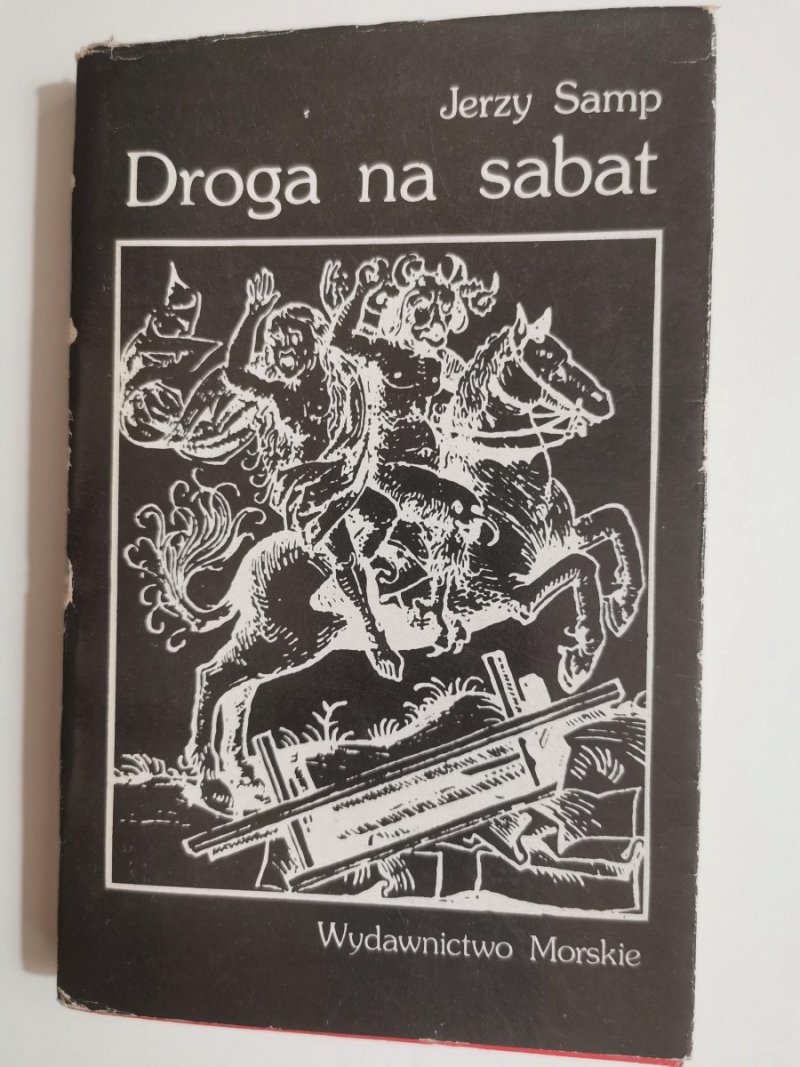 Jerzy Samp
Droga na sabat
Wydawnictwo Morskie